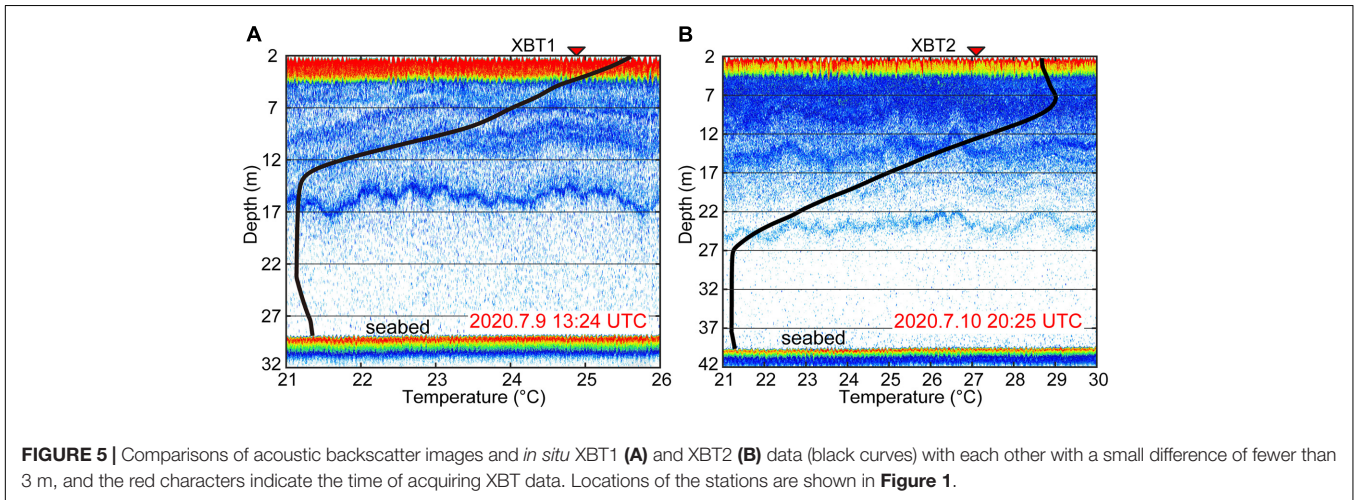 A
XBT1
2
7
12
17
22
27
32
Depth (m)
seabed
2020.7.9 13:24 UTC
21 22 23 24 25 26
Temperature (°C)
B
XBT2
2
7
12
17
22
27
32
37
42
Depth (m)
seabed
2020.7.10 20:25 UTC
21 22 23 24 25 26 27 28 29 30
Temperature (°C)
FIGURE 5 | Comparisons of acoustic backscatter images and in situ XBT1 (A) and XBT2 (B) data (black curves) with each other with a small difference of fewer than
3 m, and the red characters indicate the time of acquiring XBT data. Locations of the stations are shown in Figure 1.